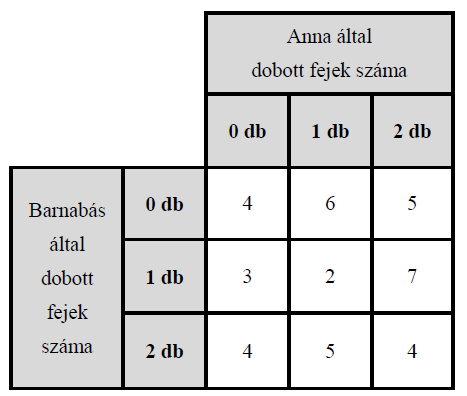 Anna által
dobott fejek száma
0 db 1 db 2 db
Barnabás
által
dobott
fejek
száma
0 db 4 6 5
1 db 3 2 7
2 db 4 5 4